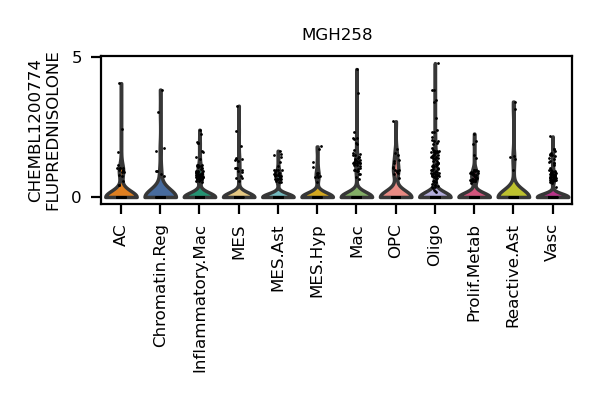 MGH258
CHEMBL1200774
FLUPREDNISOLONE
5
0
AC
Chromatin.Reg
Inflammatory.Mac
MES
MES.Ast
MES.Hyp
Mac
OPC
Oligo
Prolif.Metab
Reactive.Ast
Vasc